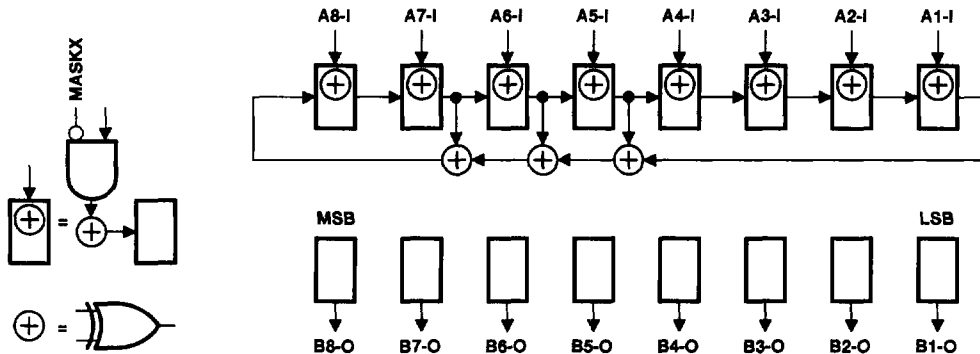 A8-I A7-I A6-I A5-I A4-I A3-I A2-I A1-I
MASKX
MSB LSB
=
=
B8-O B7-O B6-O B5-O B4-O B3-O B2-O B1-O